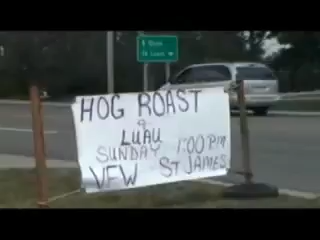 HOG ROAST
&
LUAU
SUNDAY 1:00 PM
VFW ST JAMES